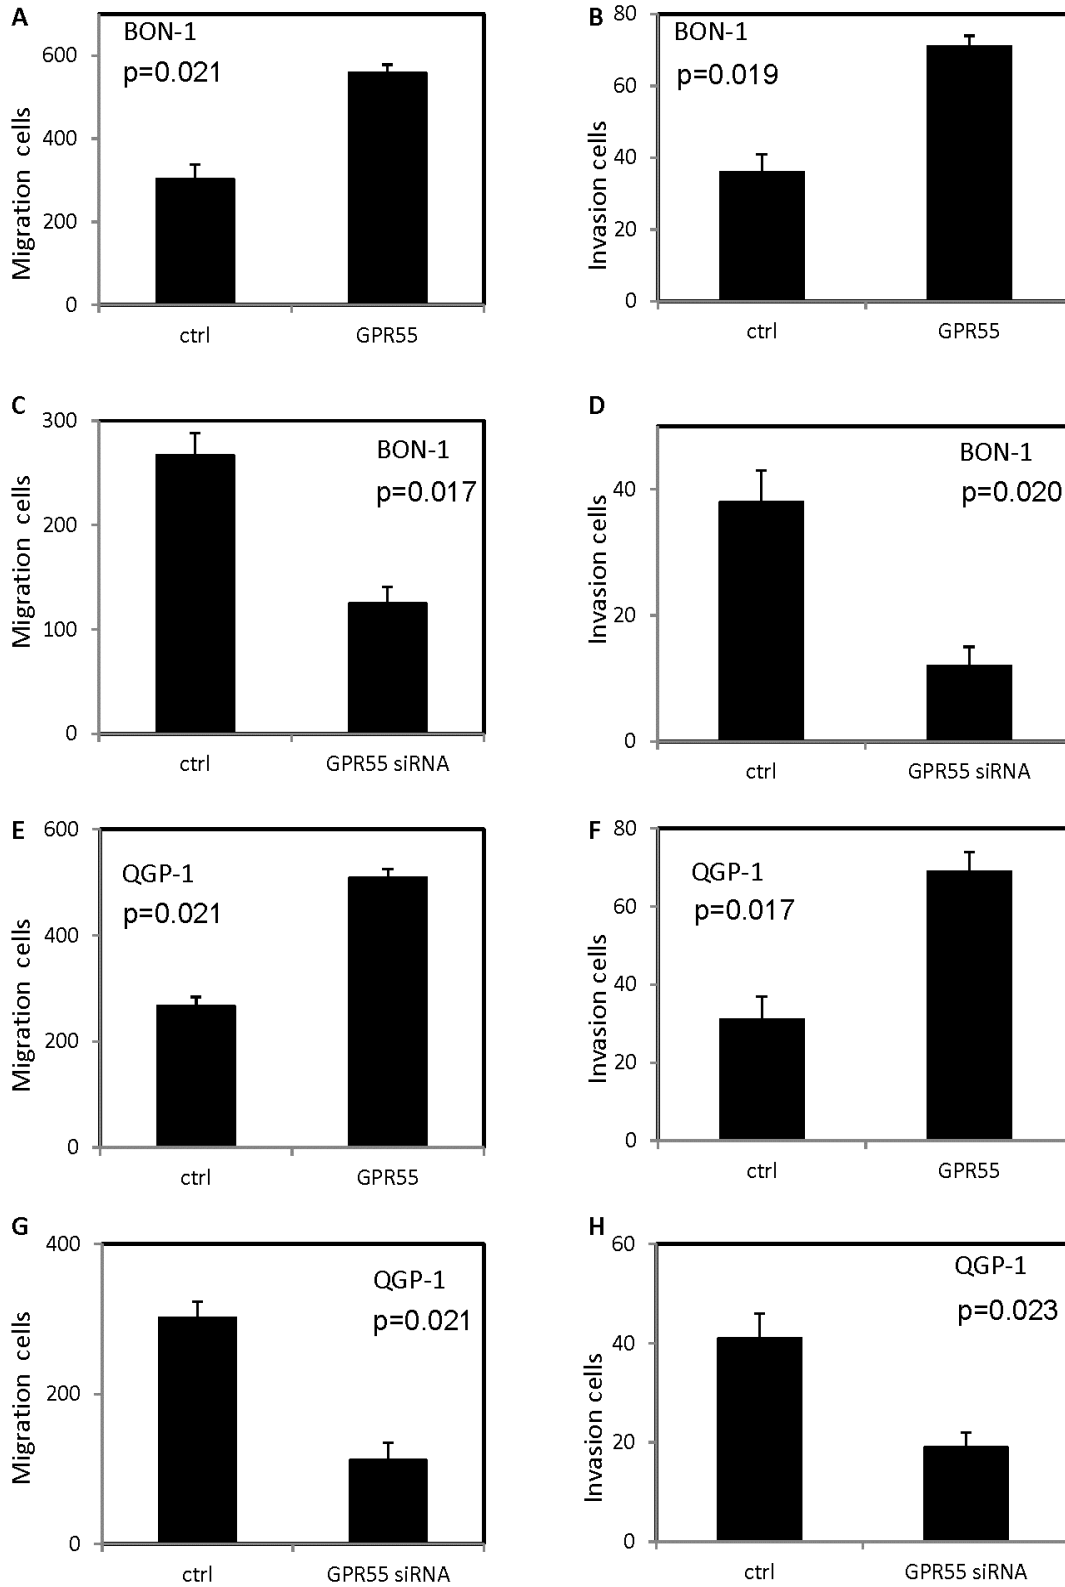 A
BON-1
p=0.021
Migration cells
600
400
200
0
ctrl
GPR55
B
BON-1
p=0.019
Invasion cells
80
60
40
20
0
ctrl
GPR55
C
BON-1
p=0.017
Migration cells
300
200
100
0
ctrl
GPR55 siRNA
D
BON-1
p=0.020
Invasion cells
40
20
0
ctrl
GPR55 siRNA
E
QGP-1
p=0.021
Migration cells
600
400
200
0
ctrl
GPR55
F
QGP-1
p=0.017
Invasion cells
80
60
40
20
0
ctrl
GPR55
G
QGP-1
p=0.021
Migration cells
400
200
0
ctrl
GPR55 siRNA
H
QGP-1
p=0.023
Invasion cells
60
40
20
0
ctrl
GPR55 siRNA